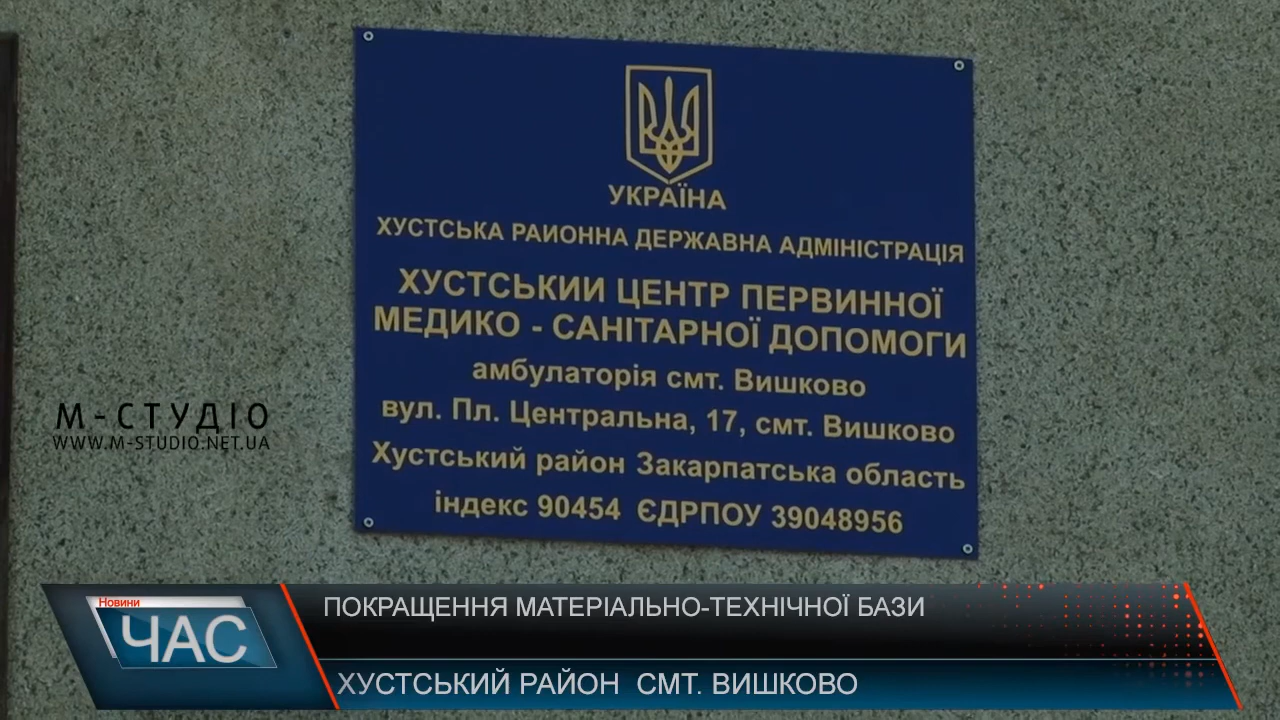 УКРАЇНА
ХУСТСЬКА РАИОННА ДЕРЖАВНА АДМІНІСТРАЦІЯ
ХУСТСЬКИИ ЦЕНТР ПЕРВИННОЇ
МЕДИКО - САНІТАРНОЇ ДОПОМОГИ
амбулаторія смт. Вишково
вул. Пл. Центральна, 17, смт. Вишково
Хустський район Закарпатська область
індекс 90454 ЄДРПОУ 39048956
М-СТУДІО
WWW.M-STUDIO.NET.UA
Новини
ЧАС
ПОКРАЩЕННЯ МАТЕРІАЛЬНО-ТЕХНІЧНОЇ БАЗИ
ХУСТСЬКИЙ РАЙОН СМТ. ВИШКОВО